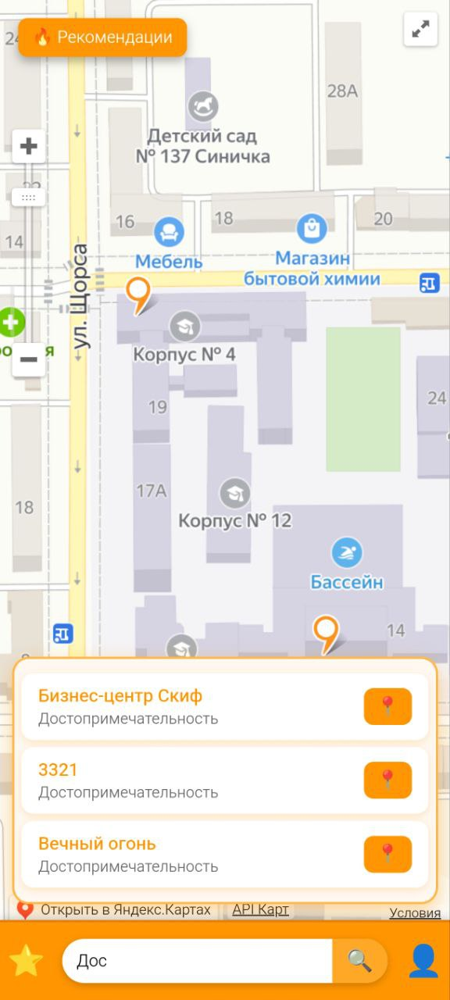 24
Рекомендации
28А
Детский сад
№ 137 Синичка
16
18
20
14
Мебель
Магазин
бытовой химии
ул. Щорса
Корпус № 4
19
24
17А
18
Корпус № 12
Бассейн
14
Бизнес-центр Скиф
Достопримечательность
3321
Достопримечательность
Вечный огонь
Достопримечательность
Открыть в Яндекс.Картах
API Карт
Условия
Дос